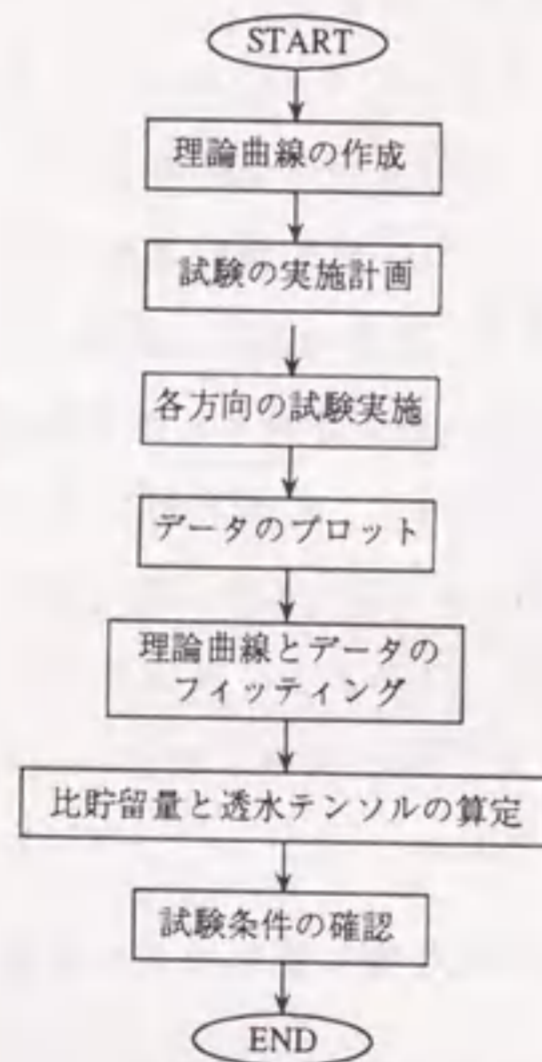 START
理論曲線の作成
試験の実施計画
各方向の試験実施
データのプロット
理論曲線とデータの
フィッティング
比貯留量と透水テンソルの算定
試験条件の確認
END